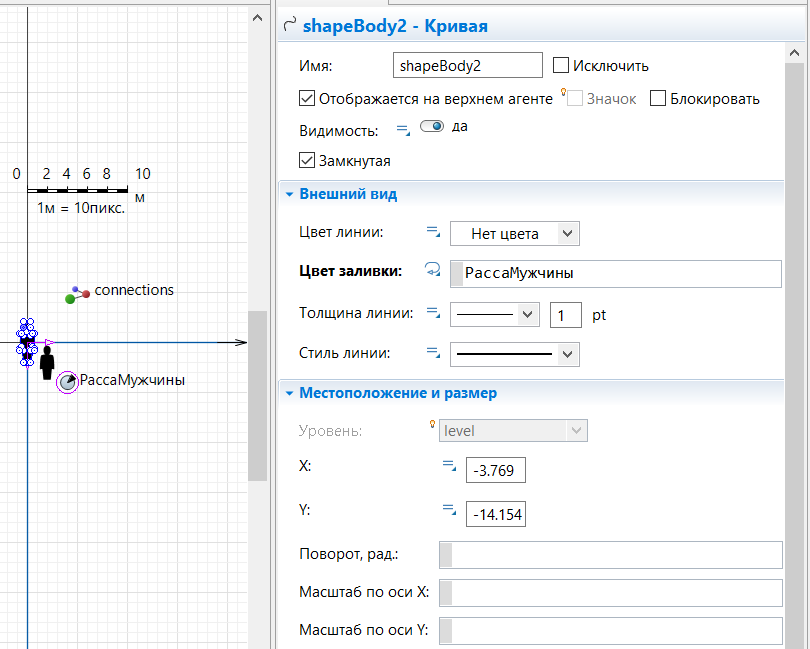 shapeBody2 - Кривая
Имя: shapeBody2 Исключить
Отображается на верхнем агенте Значок Блокировать
Видимость: да
Замкнутая
Внешний вид
Цвет линии: Нет цвета
Цвет заливки: РассаМужчины
Толщина линии: 1 pt
Стиль линии:
Местоположение и размер
Уровень: level
X: -3.769
Y: -14.154
Поворот, рад.:
Масштаб по оси X:
Масштаб по оси Y:
0 2 4 6 8 10
м
1м = 10пикс.
connections
РассаМужчины